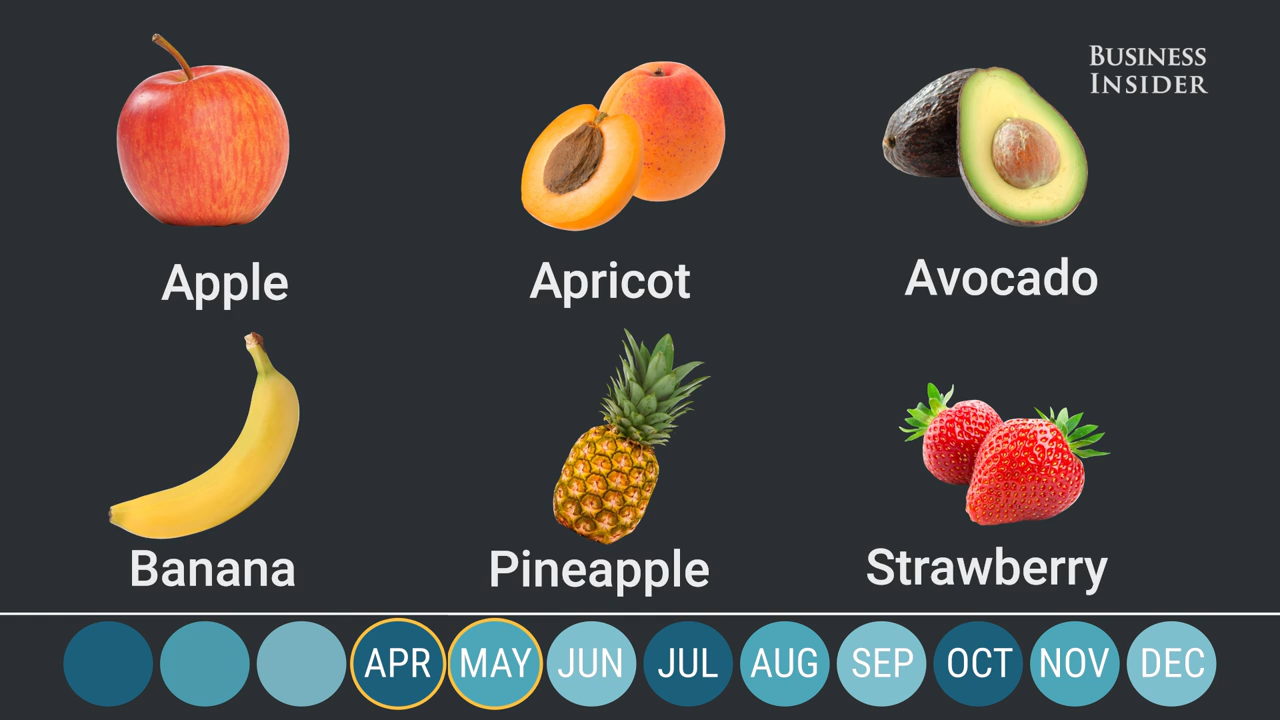 BUSINESS
INSIDER
Apple
Apricot
Avocado
Banana
Pineapple
Strawberry
APR
MAY
JUN
JUL
AUG
SEP
OCT
NOV
DEC